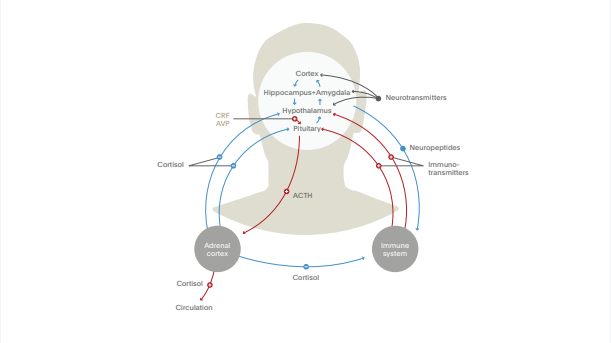 Cortex
Hippocampus+Amygdala
Neurotransmitters
Hypothalamus
CRF
AVP
Pituitary
Neuropeptides
Cortisol
Immuno-
transmitters
ACTH
Adrenal
cortex
Immune
system
Cortisol
Cortisol
Circulation